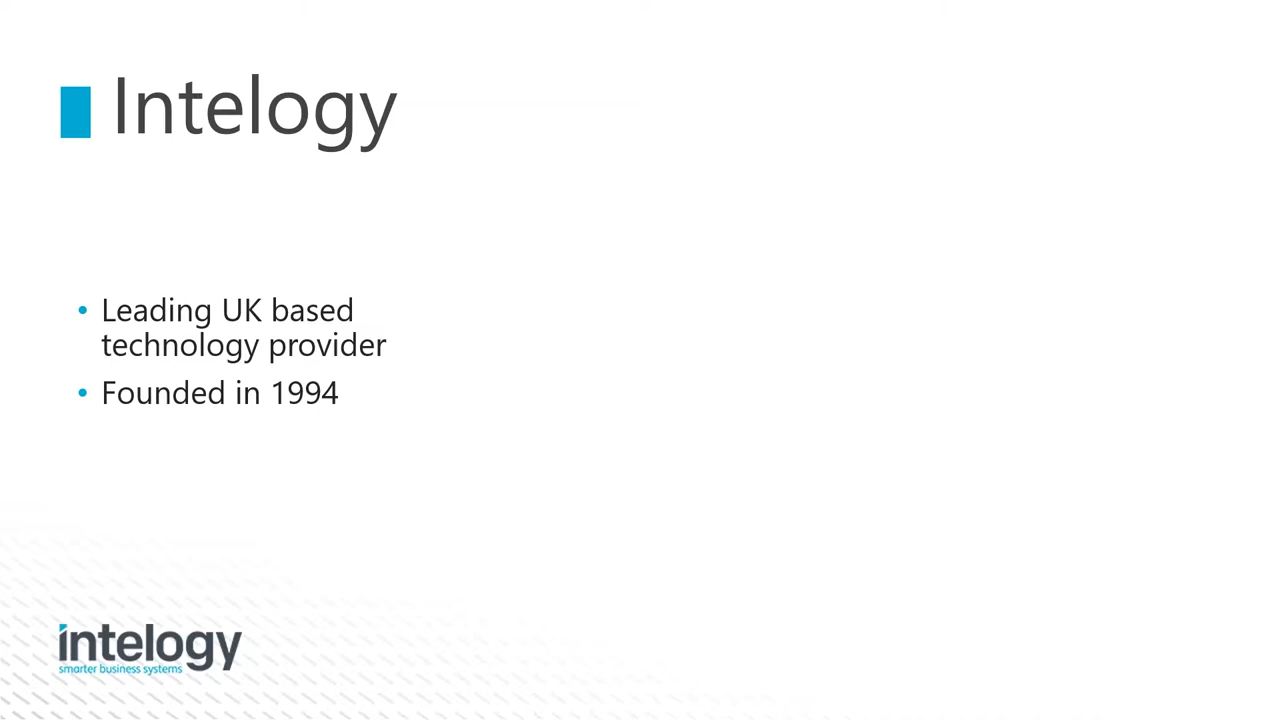 Intelogy
• Leading UK based
technology provider
• Founded in 1994
intelogy
smarter business systems